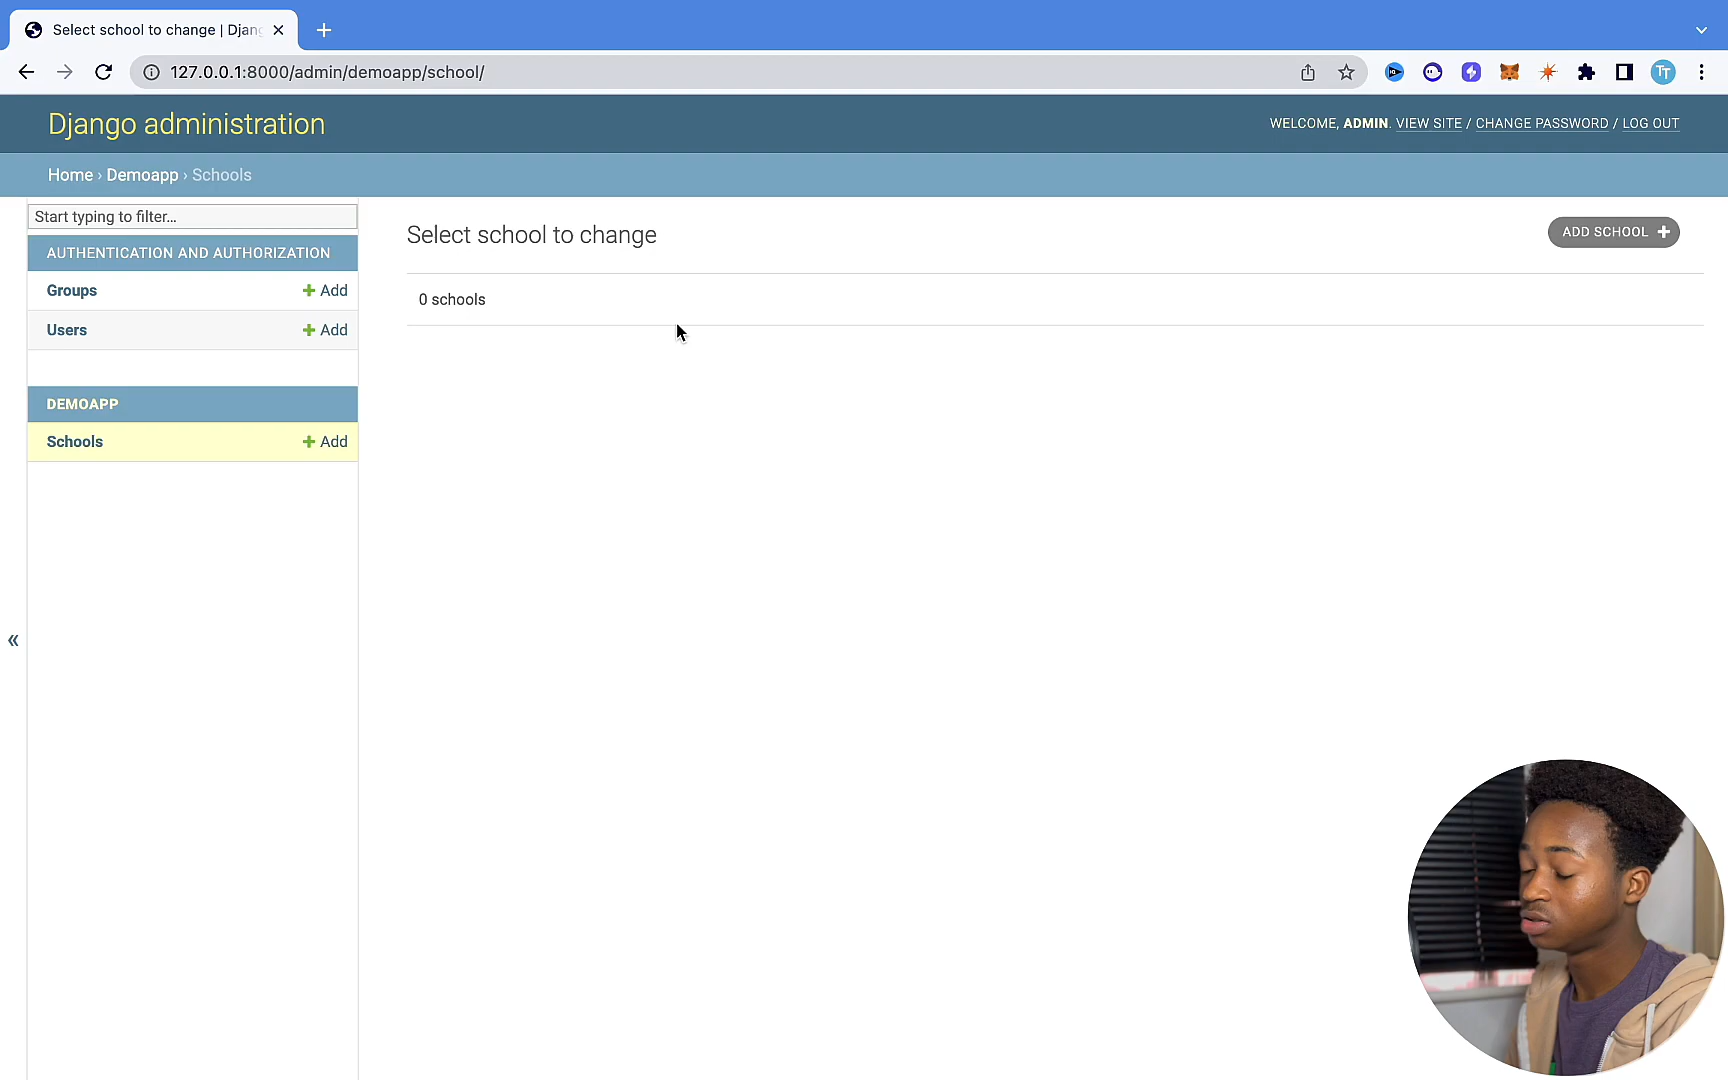 Select school to change | Djang
127.0.0.1:8000/admin/demoapp/school/
TT
Django administration
WELCOME, ADMIN. VIEW SITE / CHANGE PASSWORD / LOG OUT
Home › Demoapp › Schools
Start typing to filter...
AUTHENTICATION AND AUTHORIZATION
Groups + Add
Users + Add
DEMOAPP
Schools + Add
«
Select school to change
ADD SCHOOL +
0 schools